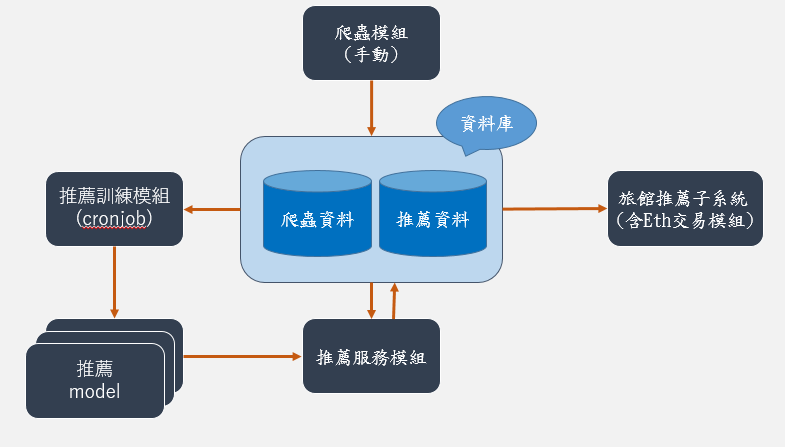 爬蟲模組
（手動）
資料庫
推薦訓練模組
(cronjob)
爬蟲資料
推薦資料
旅館推薦子系統
（含Eth交易模組）
推薦
model
推薦服務模組